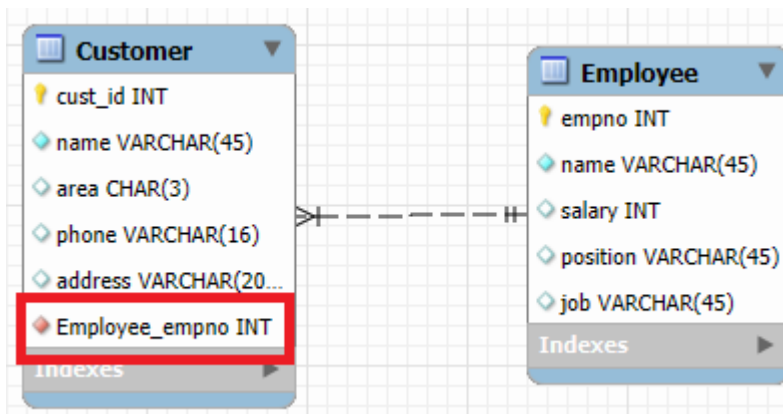 Customer
cust_id INT
name VARCHAR(45)
area CHAR(3)
phone VARCHAR(16)
address VARCHAR(20...
Employee_empno INT
Indexes
Employee
empno INT
name VARCHAR(45)
salary INT
position VARCHAR(45)
job VARCHAR(45)
Indexes